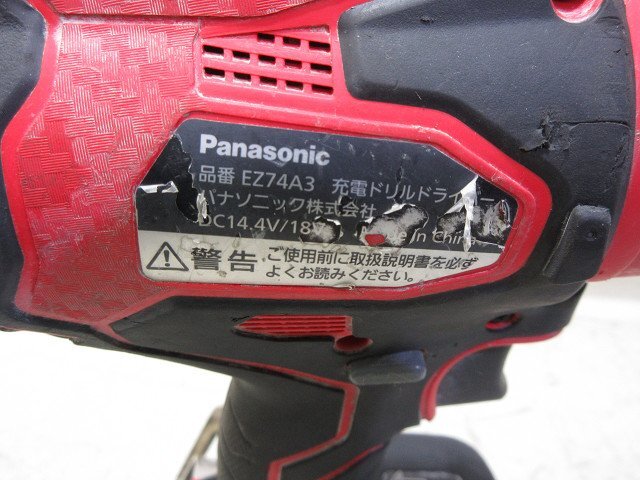 Panasonic
品番 EZ74A3 充電ドリルドライバー
パナソニック株式会社
DC14.4V/18V in China
警告 ご使用前に取扱説明書を必ず
よくお読みください。